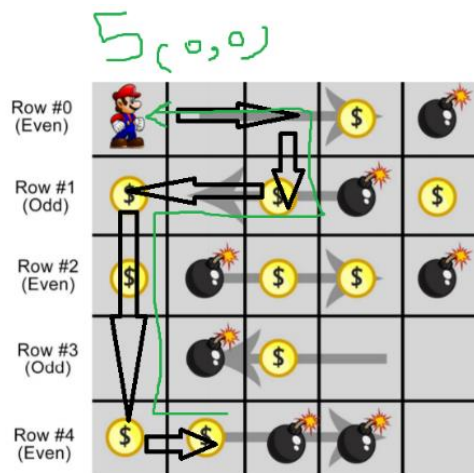 5(0,0)
Row #0
(Even)
$
Row #1
(Odd)
$ $ $
Row #2
(Even)
$ $ $
Row #3
(Odd)
$
Row #4
(Even)
$ $